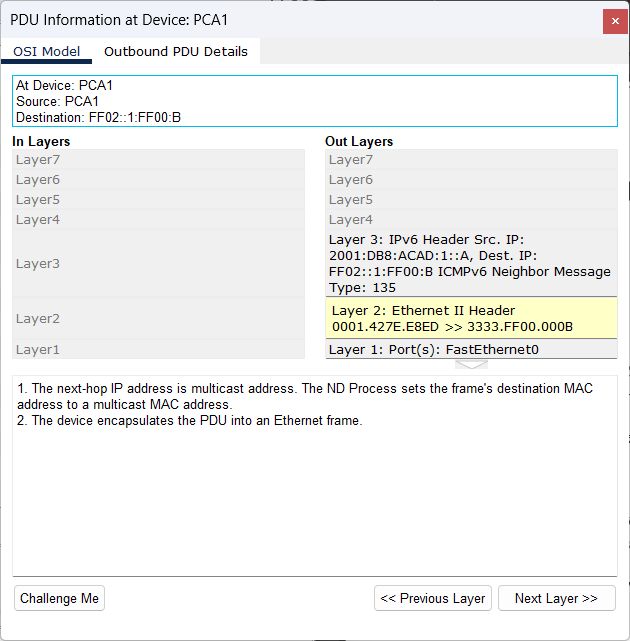 PDU Information at Device: PCA1
OSI Model
Outbound PDU Details
At Device: PCA1
Source: PCA1
Destination: FF02::1:FF00:B
In Layers
Layer7
Layer6
Layer5
Layer4
Layer3
Layer2
Layer1
Out Layers
Layer7
Layer6
Layer5
Layer4
Layer 3: IPv6 Header Src. IP:
2001:DB8:ACAD:1::A, Dest. IP:
FF02::1:FF00:B ICMPv6 Neighbor Message
Type: 135
Layer 2: Ethernet II Header
0001.427E.E8ED >> 3333.FF00.000B
Layer 1: Port(s): FastEthernet0
1. The next-hop IP address is multicast address. The ND Process sets the frame's destination MAC
address to a multicast MAC address.
2. The device encapsulates the PDU into an Ethernet frame.
Challenge Me
<< Previous Layer
Next Layer >>